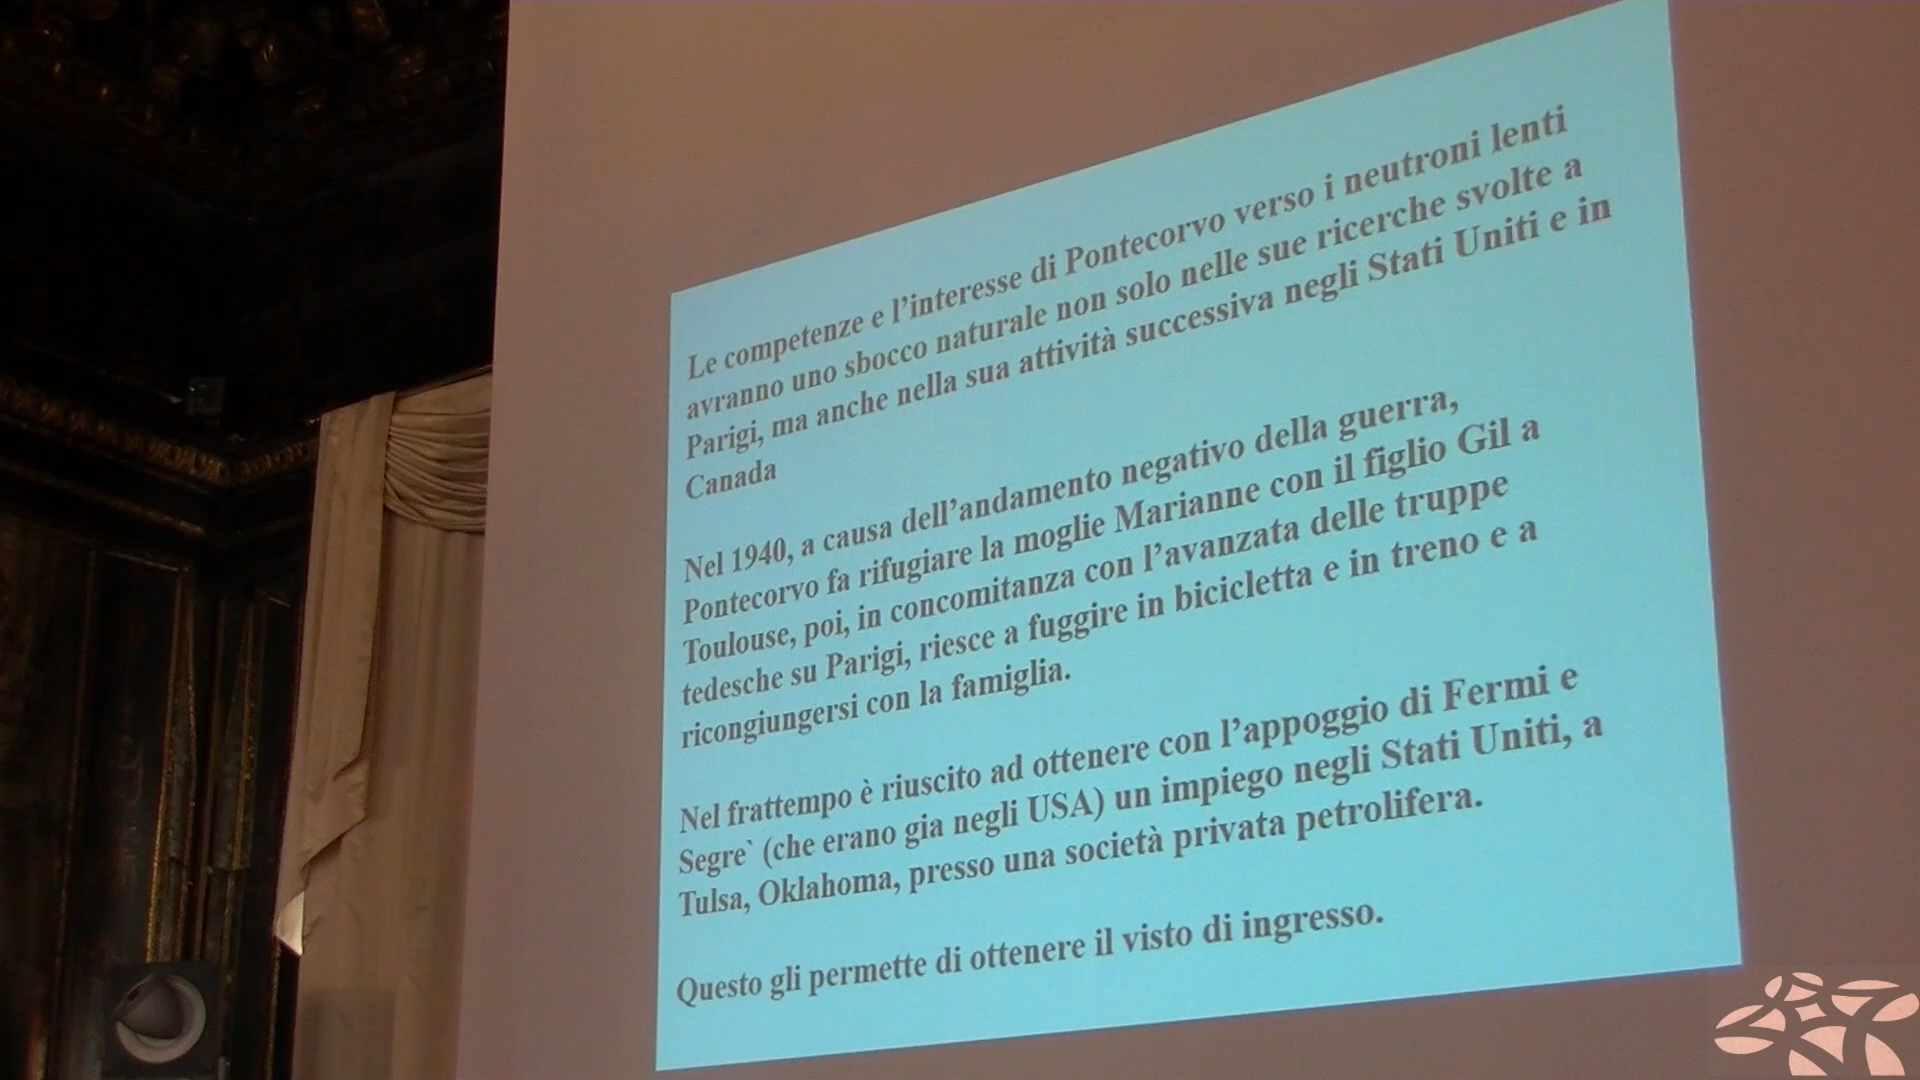 Le competenze e l’interesse di Pontecorvo verso i neutroni lenti
avranno uno sbocco naturale non solo nelle sue ricerche svolte a
Parigi, ma anche nella sua attività successiva negli Stati Uniti e in
Canada
Nel 1940, a causa dell’andamento negativo della guerra,
Pontecorvo fa rifugiare la moglie Marianne con il figlio Gil a
Toulouse, poi, in concomitanza con l’avanzata delle truppe
tedesche su Parigi, riesce a fuggire in bicicletta e in treno e a
ricongiungersi con la famiglia.
Nel frattempo è riuscito ad ottenere con l’appoggio di Fermi e
Segre` (che erano gia negli USA) un impiego negli Stati Uniti, a
Tulsa, Oklahoma, presso una società privata petrolifera.
Questo gli permette di ottenere il visto di ingresso.